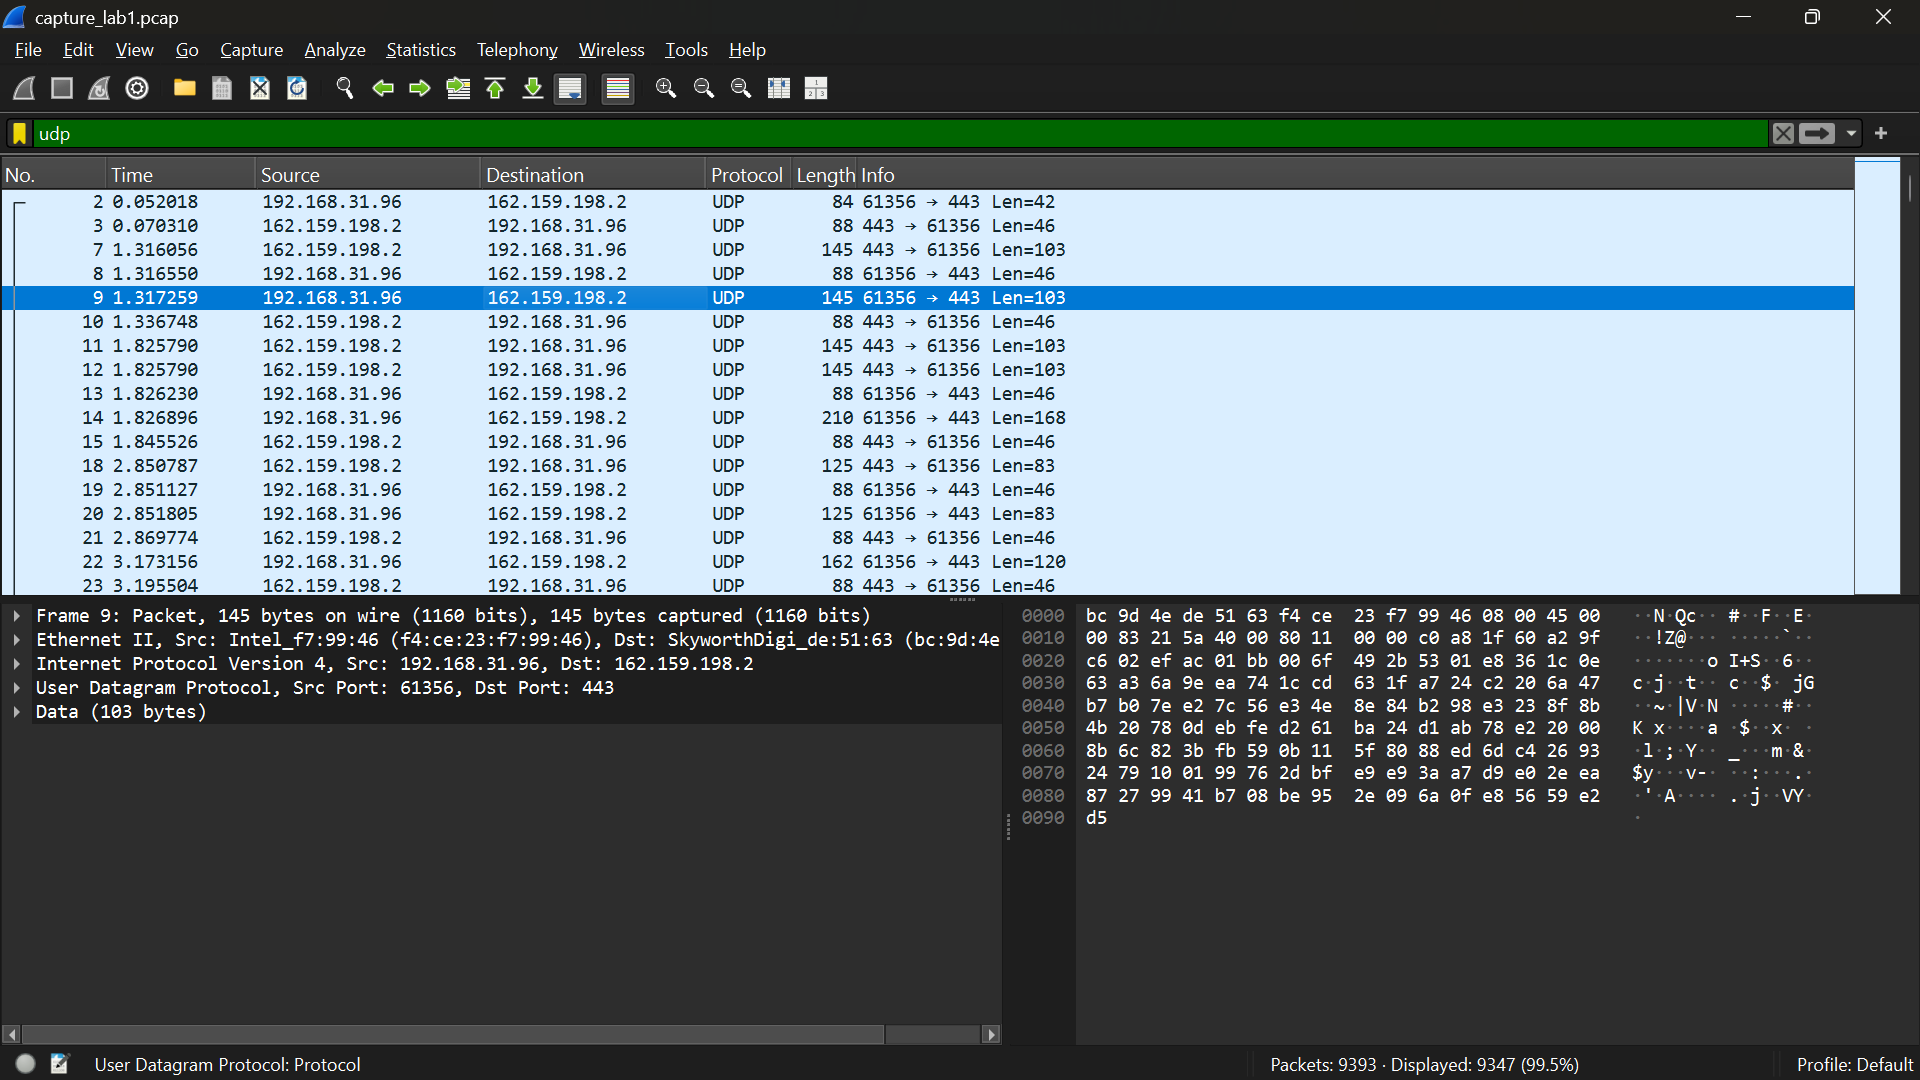 capture_lab1.pcap
File Edit View Go Capture Analyze Statistics Telephony Wireless Tools Help
udp
No. Time Source Destination Protocol Length Info
2 0.052018 192.168.31.96 162.159.198.2 UDP 84 61356 → 443 Len=42
3 0.070310 162.159.198.2 192.168.31.96 UDP 88 443 → 61356 Len=46
7 1.316056 162.159.198.2 192.168.31.96 UDP 145 443 → 61356 Len=103
8 1.316550 192.168.31.96 162.159.198.2 UDP 88 61356 → 443 Len=46
9 1.317259 192.168.31.96 162.159.198.2 UDP 145 61356 → 443 Len=103
10 1.336748 162.159.198.2 192.168.31.96 UDP 88 443 → 61356 Len=46
11 1.825790 162.159.198.2 192.168.31.96 UDP 145 443 → 61356 Len=103
12 1.825790 162.159.198.2 192.168.31.96 UDP 145 443 → 61356 Len=103
13 1.826230 192.168.31.96 162.159.198.2 UDP 88 61356 → 443 Len=46
14 1.826896 192.168.31.96 162.159.198.2 UDP 210 61356 → 443 Len=168
15 1.845526 162.159.198.2 192.168.31.96 UDP 88 443 → 61356 Len=46
18 2.850787 162.159.198.2 192.168.31.96 UDP 125 443 → 61356 Len=83
19 2.851127 192.168.31.96 162.159.198.2 UDP 88 61356 → 443 Len=46
20 2.851805 192.168.31.96 162.159.198.2 UDP 125 61356 → 443 Len=83
21 2.869774 162.159.198.2 192.168.31.96 UDP 88 443 → 61356 Len=46
22 3.173156 192.168.31.96 162.159.198.2 UDP 162 61356 → 443 Len=120
23 3.195504 162.159.198.2 192.168.31.96 UDP 88 443 → 61356 Len=46
Frame 9: Packet, 145 bytes on wire (1160 bits), 145 bytes captured (1160 bits)
Ethernet II, Src: Intel_f7:99:46 (f4:ce:23:f7:99:46), Dst: SkyworthDigi_de:51:63 (bc:9d:4e
Internet Protocol Version 4, Src: 192.168.31.96, Dst: 162.159.198.2
User Datagram Protocol, Src Port: 61356, Dst Port: 443
Data (103 bytes)
0000 bc 9d 4e de 51 63 f4 ce 23 f7 99 46 08 00 45 00 ··N·Qc·· #··F··E·
0010 00 83 21 5a 40 00 80 11 00 00 c0 a8 1f 60 a2 9f ··!Z@··· ·····`··
0020 c6 02 ef ac 01 bb 00 6f 49 2b 53 01 e8 36 1c 0e ·······o I+S··6··
0030 63 a3 6a 9e ea 74 1c cd 63 1f a7 24 c2 20 6a 47 c·j··t·· c··$· jG
0040 b7 b0 7e e2 7c 56 e3 4e 8e 84 b2 98 e3 23 8f 8b ··~·|V·N ·····#··
0050 4b 20 78 0d eb fe d2 61 ba 24 d1 ab 78 e2 20 00 K x····a ·$··x· ·
0060 8b 6c 82 3b fb 59 0b 11 5f 80 88 ed 6d c4 26 93 ·l·;·Y·· _···m·&·
0070 24 79 10 01 99 76 2d bf e9 e9 3a a7 d9 e0 2e ea $y···v-· ··:···.·
0080 87 27 99 41 b7 08 be 95 2e 09 6a 0f e8 56 59 e2 ·'·A···· .·j··VY·
0090 d5 ·
User Datagram Protocol: Protocol
Packets: 9393 · Displayed: 9347 (99.5%)
Profile: Default